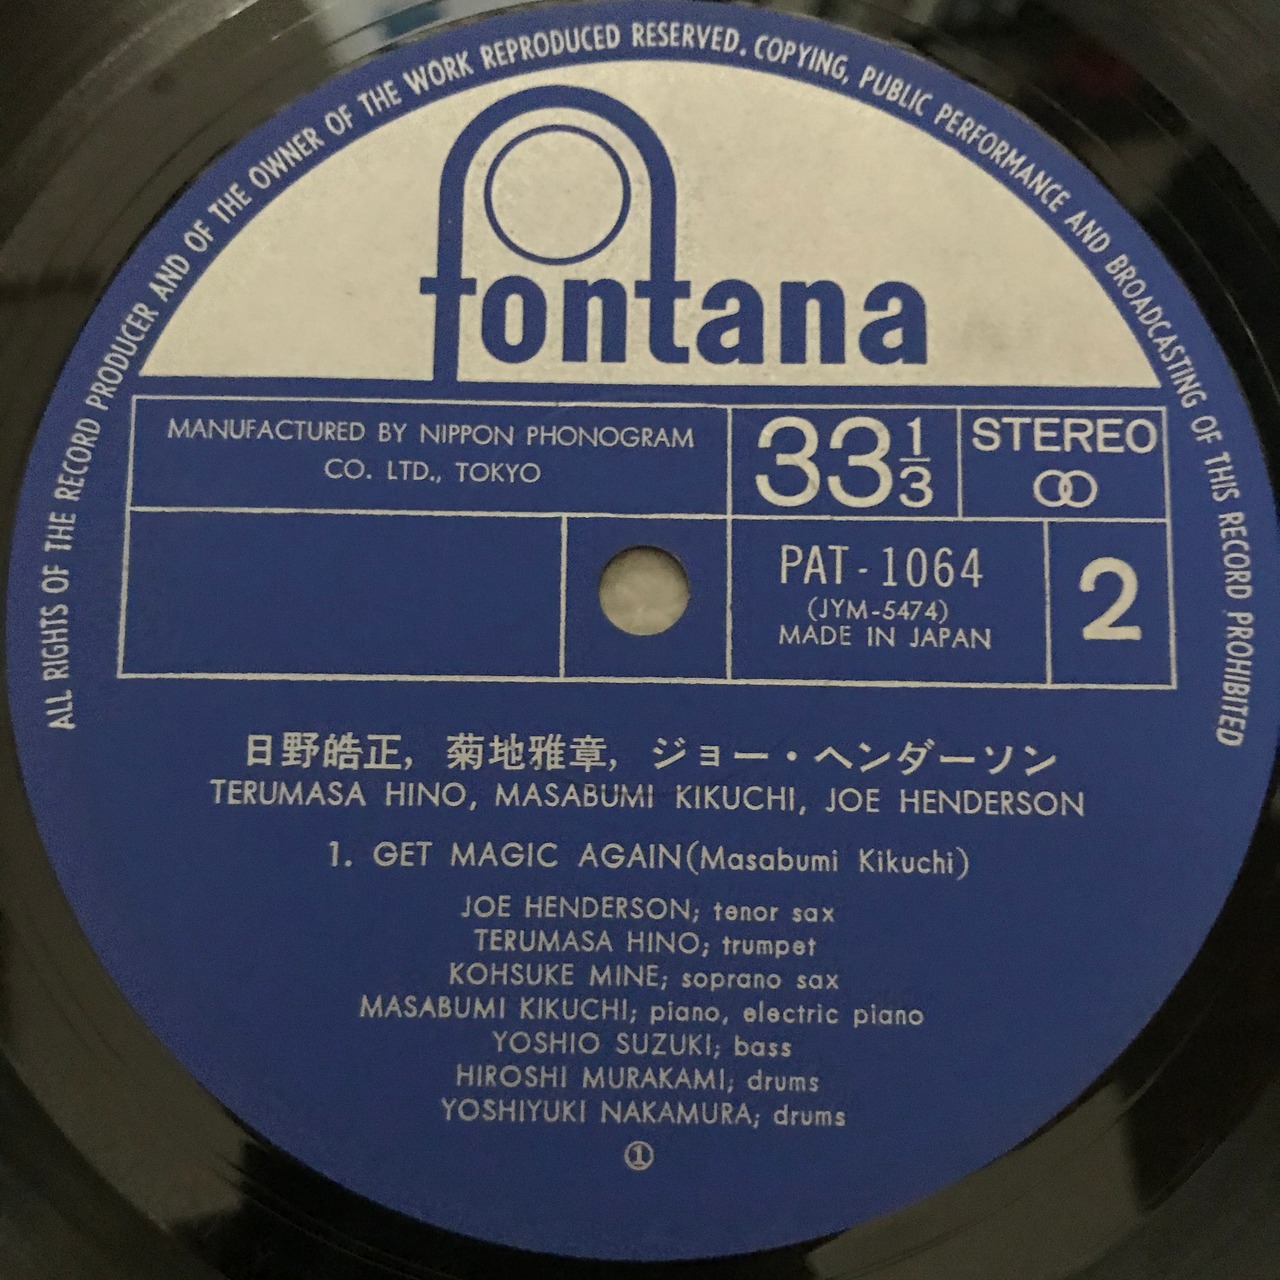 ALL RIGHTS OF THE RECORD PRODUCER AND OF THE OWNER OF THE WORK REPRODUCED RESERVED. COPYING, PUBLIC PERFORMANCE AND BROADCASTING OF THIS RECORD PROHIBITED
fontana
MANUFACTURED BY NIPPON PHONOGRAM
CO. LTD., TOKYO
33 1/3
STEREO
PAT-1064
(JYM-5474)
MADE IN JAPAN
2
日野皓正, 菊地雅章, ジョー・ヘンダーソン
TERUMASA HINO, MASABUMI KIKUCHI, JOE HENDERSON
1. GET MAGIC AGAIN(Masabumi Kikuchi)
JOE HENDERSON; tenor sax
TERUMASA HINO; trumpet
KOHSUKE MINE; soprano sax
MASABUMI KIKUCHI; piano, electric piano
YOSHIO SUZUKI; bass
HIROSHI MURAKAMI; drums
YOSHIYUKI NAKAMURA; drums
①